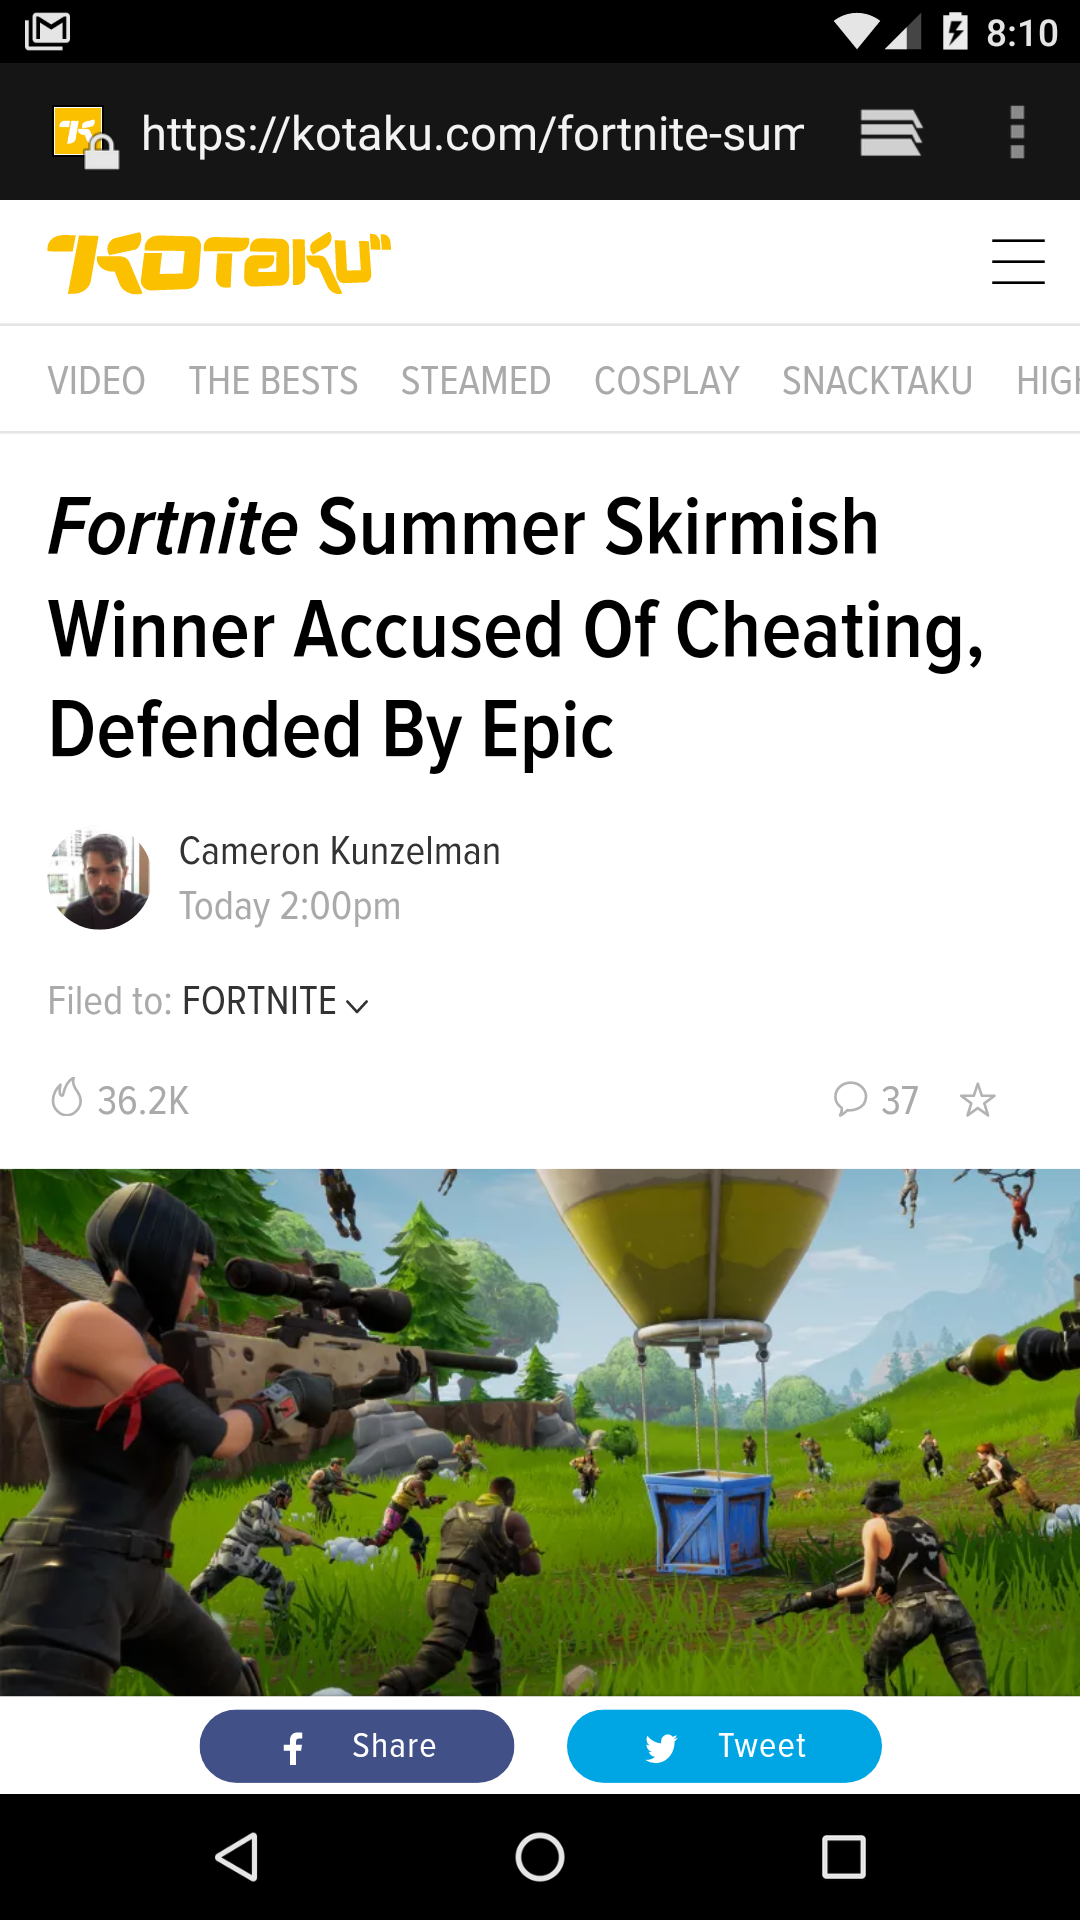 8:10
https://kotaku.com/fortnite-sum
KOTAKU
VIDEO THE BESTS STEAMED COSPLAY SNACKTAKU HIGH
Fortnite Summer Skirmish
Winner Accused Of Cheating,
Defended By Epic
Cameron Kunzelman
Today 2:00pm
Filed to: FORTNITE
36.2K 37
Share Tweet